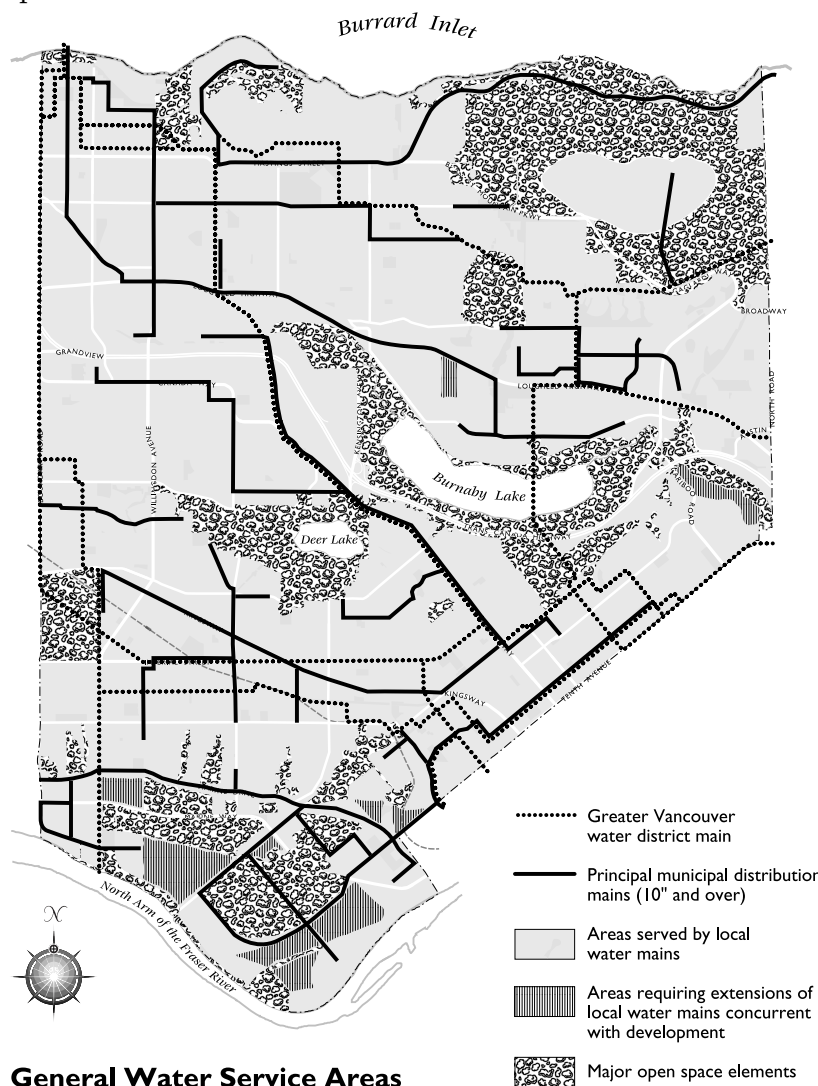 Burrard Inlet
HASTINGS STREET
BROADWAY
GRANDVIEW
NORTH ROAD
WILLINGDON AVENUE
KENSINGTON
Burnaby Lake
CARIBOO ROAD
Deer Lake
KINGSWAY
TENTH AVENUE
North Arm of the Fraser River
N
Greater Vancouver
water district main
Principal municipal distribution
mains (10" and over)
Areas served by local
water mains
Areas requiring extensions of
local water mains concurrent
with development
Major open space elements
General Water Service Areas